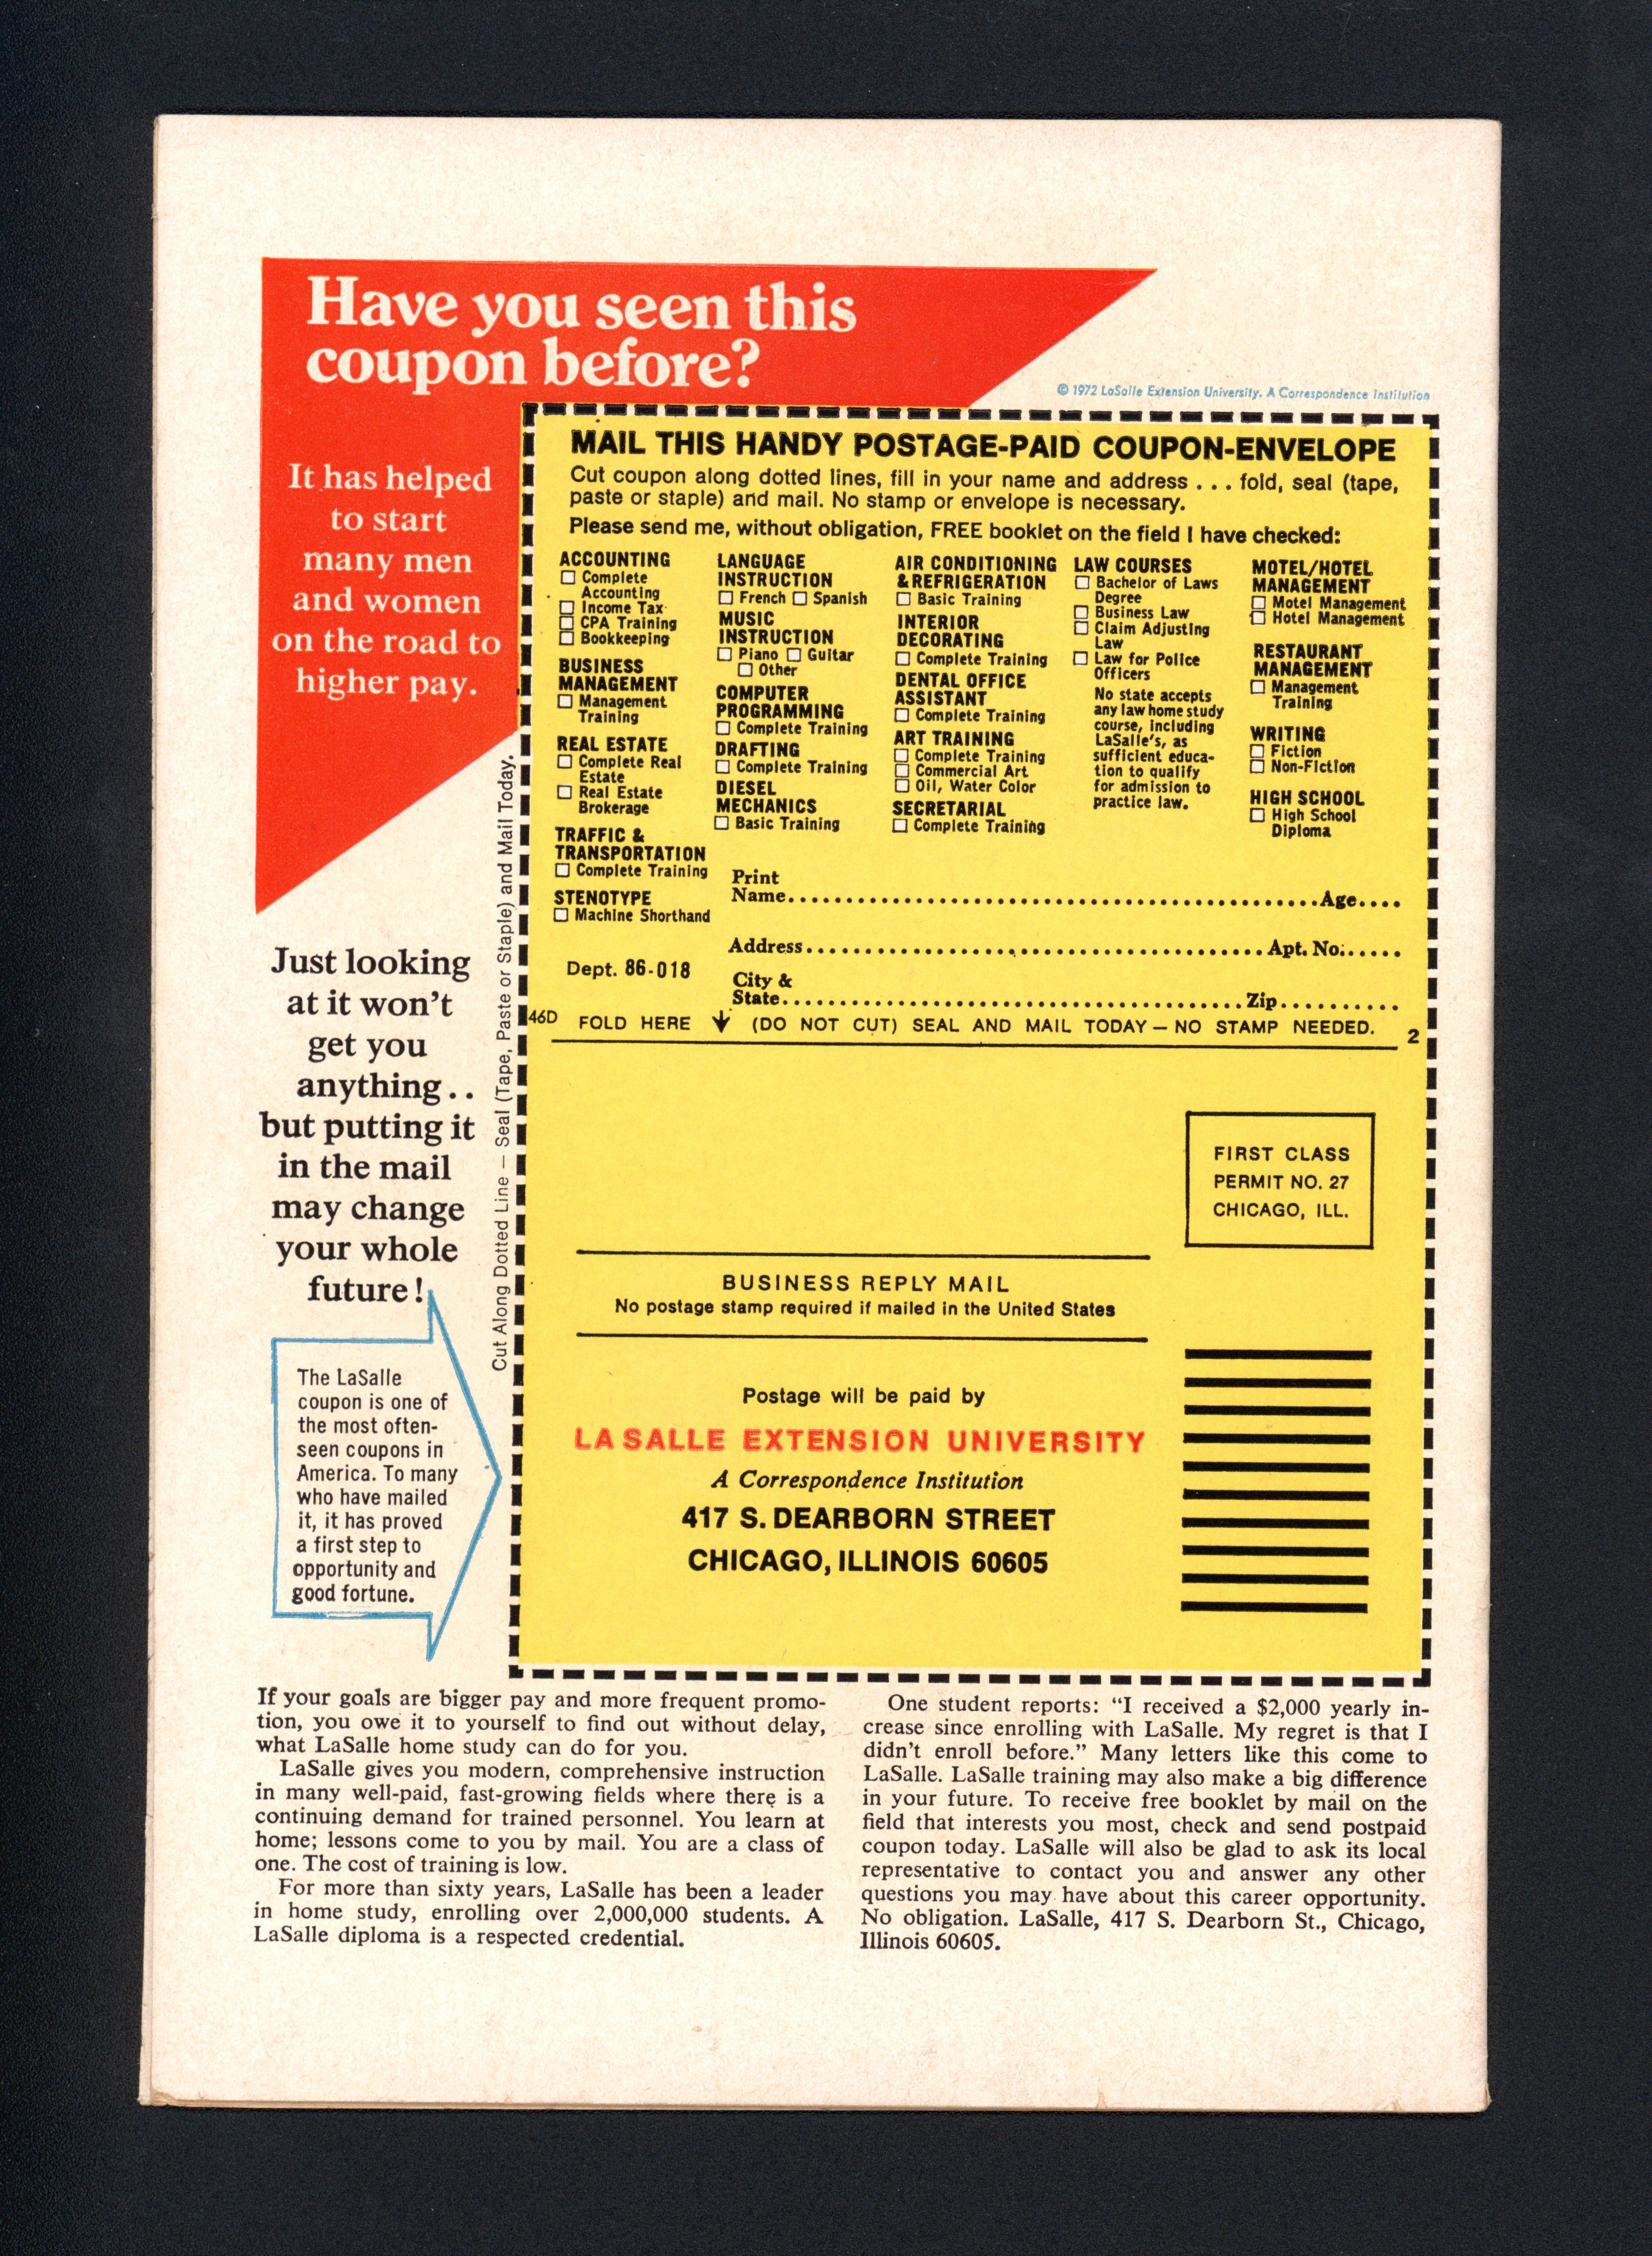 Have you seen this
coupon before?
It has helped
to start
many men
and women
on the road to
higher pay.
Just looking
at it won't
get you
anything . .
but putting it
in the mail
may change
your whole
future!
The LaSalle
coupon is one of
the most often-
seen coupons in
America. To many
who have mailed
it, it has proved
a first step to
opportunity and
good fortune.
Cut Along Dotted Line – Seal (Tape, Paste or Staple) and Mail Today.
© 1972 LaSalle Extension University. A Correspondence Institution
MAIL THIS HANDY POSTAGE-PAID COUPON-ENVELOPE
Cut coupon along dotted lines, fill in your name and address . . . fold, seal (tape,
paste or staple) and mail. No stamp or envelope is necessary.
Please send me, without obligation, FREE booklet on the field I have checked:
ACCOUNTING
Complete
Accounting
Income Tax
CPA Training
Bookkeeping
BUSINESS
MANAGEMENT
Management
Training
REAL ESTATE
Complete Real
Estate
Real Estate
Brokerage
TRAFFIC &
TRANSPORTATION
Complete Training
STENOTYPE
Machine Shorthand
LANGUAGE
INSTRUCTION
French Spanish
MUSIC
INSTRUCTION
Piano Guitar
Other
COMPUTER
PROGRAMMING
Complete Training
DRAFTING
Complete Training
DIESEL
MECHANICS
Basic Training
AIR CONDITIONING
& REFRIGERATION
Basic Training
INTERIOR
DECORATING
Complete Training
DENTAL OFFICE
ASSISTANT
Complete Training
ART TRAINING
Complete Training
Commercial Art
Oil, Water Color
SECRETARIAL
Complete Training
LAW COURSES
Bachelor of Laws
Degree
Business Law
Claim Adjusting
Law
Law for Police
Officers
No state accepts
any law home study
course, including
LaSalle's, as
sufficient educa-
tion to qualify
for admission to
practice law.
MOTEL/HOTEL
MANAGEMENT
Motel Management
Hotel Management
RESTAURANT
MANAGEMENT
Management
Training
WRITING
Fiction
Non-Fiction
HIGH SCHOOL
High School
Diploma
Print
Name Age
Address Apt. No.
Dept. 86-018
City &
State Zip
46D FOLD HERE (DO NOT CUT) SEAL AND MAIL TODAY – NO STAMP NEEDED. 2
FIRST CLASS
PERMIT NO. 27
CHICAGO, ILL.
BUSINESS REPLY MAIL
No postage stamp required if mailed in the United States
Postage will be paid by
LA SALLE EXTENSION UNIVERSITY
A Correspondence Institution
417 S. DEARBORN STREET
CHICAGO, ILLINOIS 60605
If your goals are bigger pay and more frequent promo-
tion, you owe it to yourself to find out without delay,
what LaSalle home study can do for you.
LaSalle gives you modern, comprehensive instruction
in many well-paid, fast-growing fields where there is a
continuing demand for trained personnel. You learn at
home; lessons come to you by mail. You are a class of
one. The cost of training is low.
For more than sixty years, LaSalle has been a leader
in home study, enrolling over 2,000,000 students. A
LaSalle diploma is a respected credential.
One student reports: "I received a $2,000 yearly in-
crease since enrolling with LaSalle. My regret is that I
didn't enroll before." Many letters like this come to
LaSalle. LaSalle training may also make a big difference
in your future. To receive free booklet by mail on the
field that interests you most, check and send postpaid
coupon today. LaSalle will also be glad to ask its local
representative to contact you and answer any other
questions you may have about this career opportunity.
No obligation. LaSalle, 417 S. Dearborn St., Chicago,
Illinois 60605.